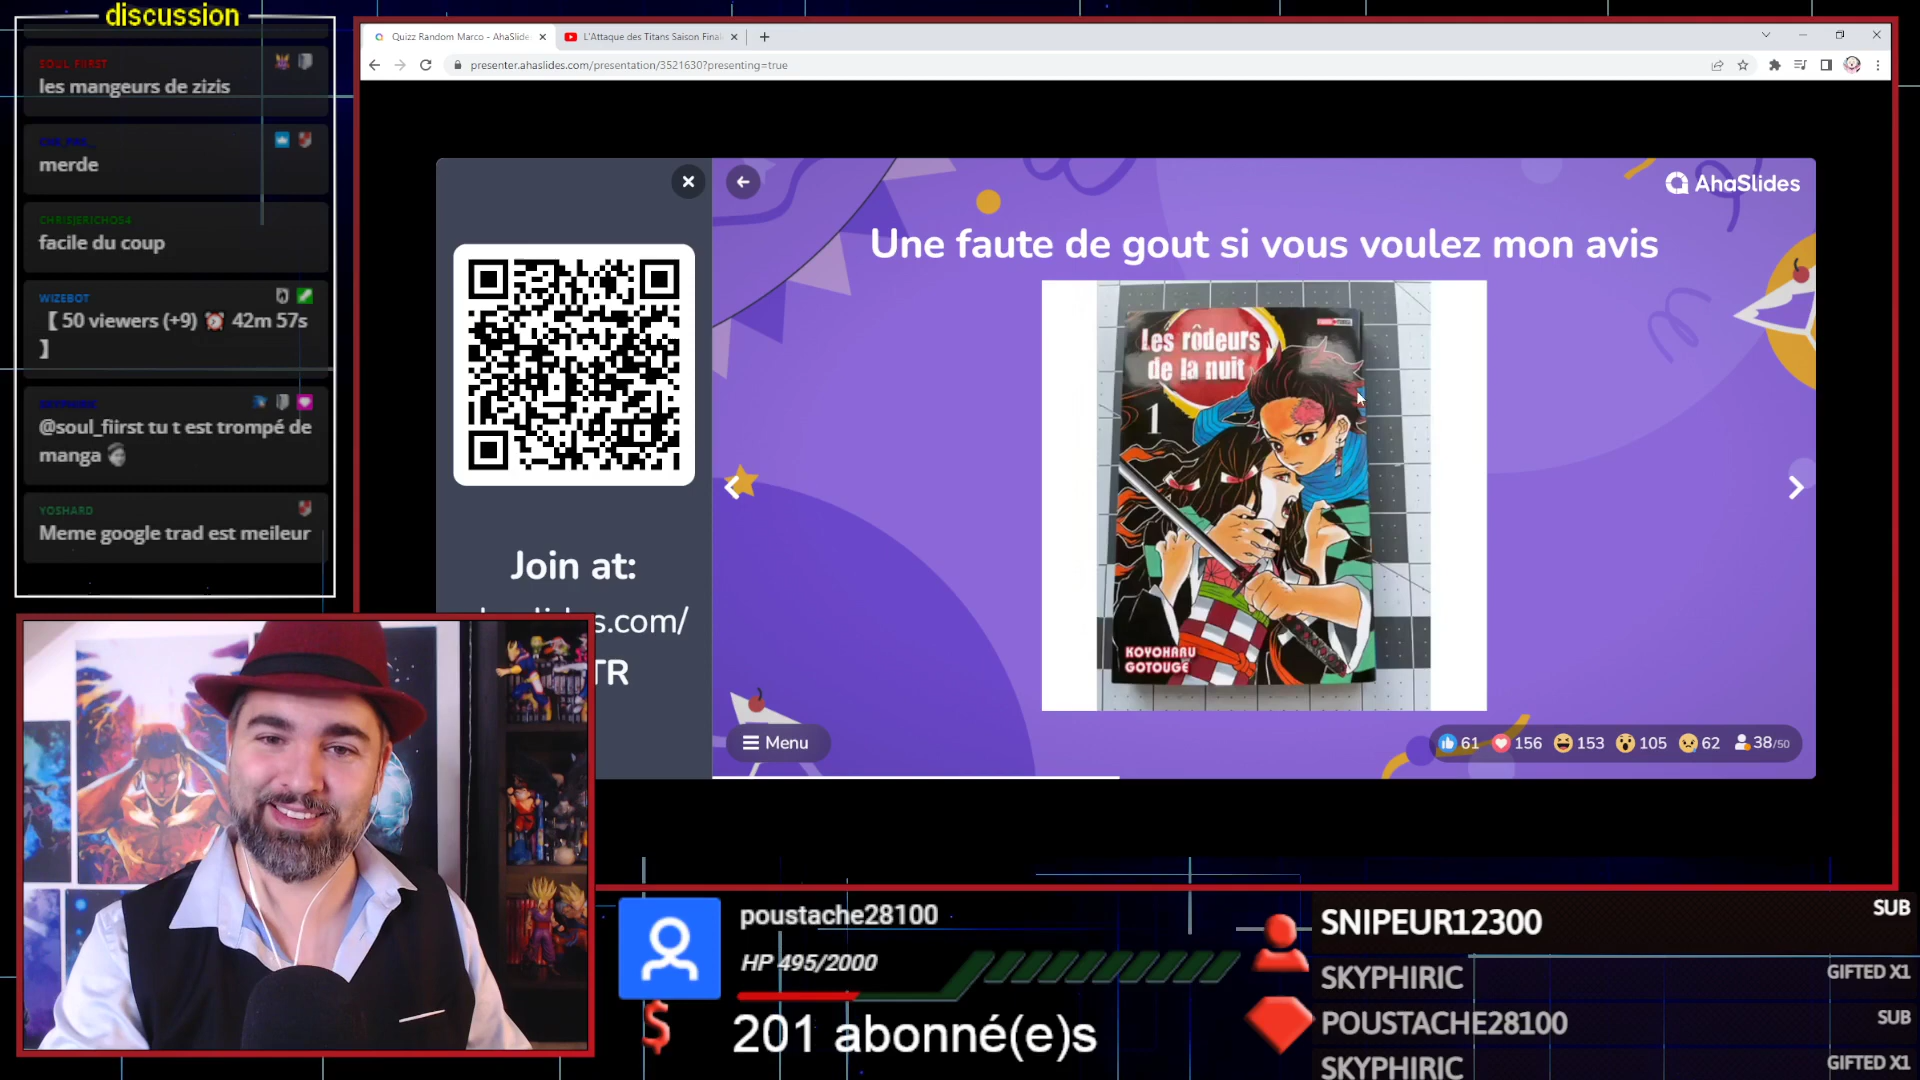 discussion
SOUL_FIIRST
les mangeurs de zizis
merde
CHRISJERICHO54
facile du coup
WIZEBOT
[ 50 viewers (+9) ⏰ 42m 57s
]
@soul_fiirst tu t est trompé de
manga
YOSHARD
Meme google trad est meileur
Quizz Random Marco - AhaSlide
L'Attaque des Titans Saison Fina
presenter.ahaslides.com/presentation/3521630?presenting=true
AhaSlides
Une faute de gout si vous voulez mon avis
Les rôdeurs
de la nuit
1
KOYOHARU
GOTOUGE
Join at:
s.com/
TR
Menu
61 156 153 105 62 38/50
poustache28100
HP 495/2000
201 abonné(e)s
SNIPEUR12300 SUB
SKYPHIRIC GIFTED X1
POUSTACHE28100 SUB
SKYPHIRIC GIFTED X1